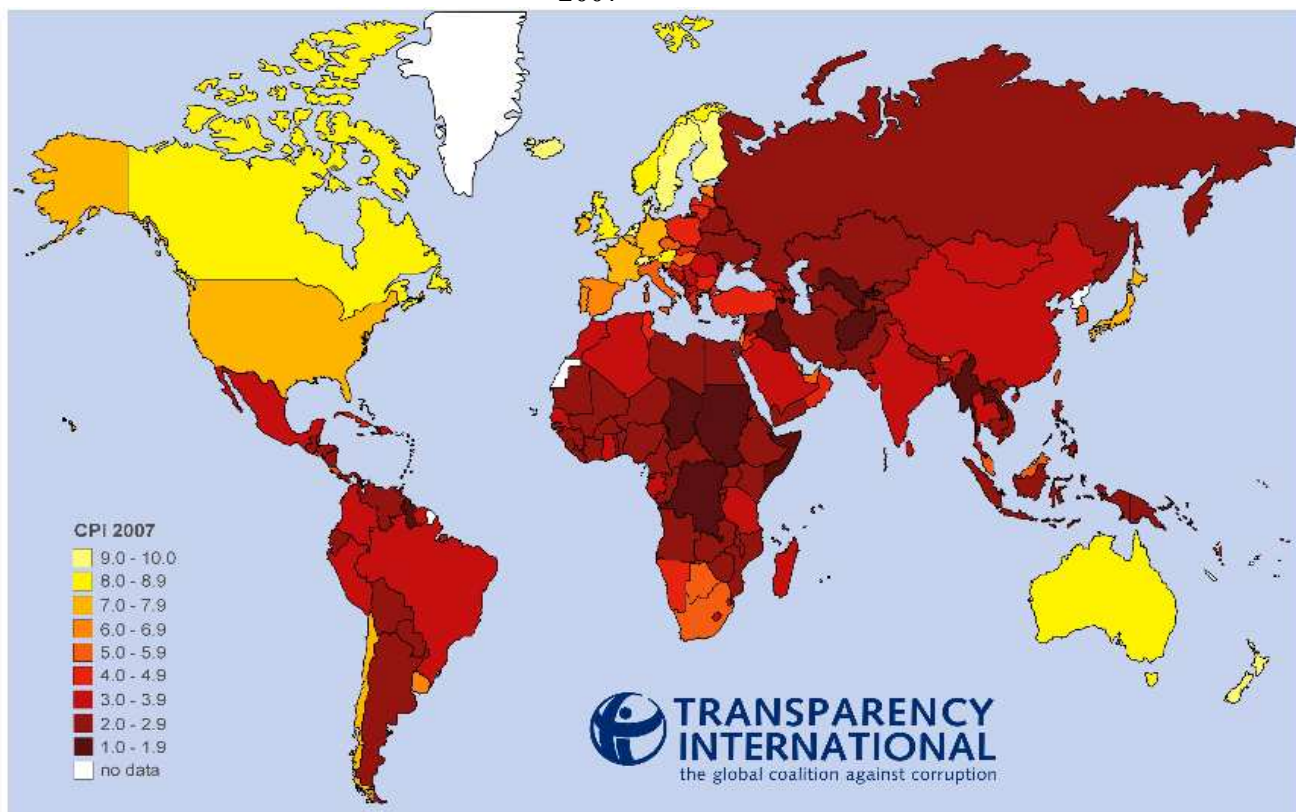 2007
CPI 2007
9.0 - 10.0
8.0 - 8.9
7.0 - 7.9
6.0 - 6.9
5.0 - 5.9
4.0 - 4.9
3.0 - 3.9
2.0 - 2.9
1.0 - 1.9
no data
TRANSPARENCY
INTERNATIONAL
the global coalition against corruption